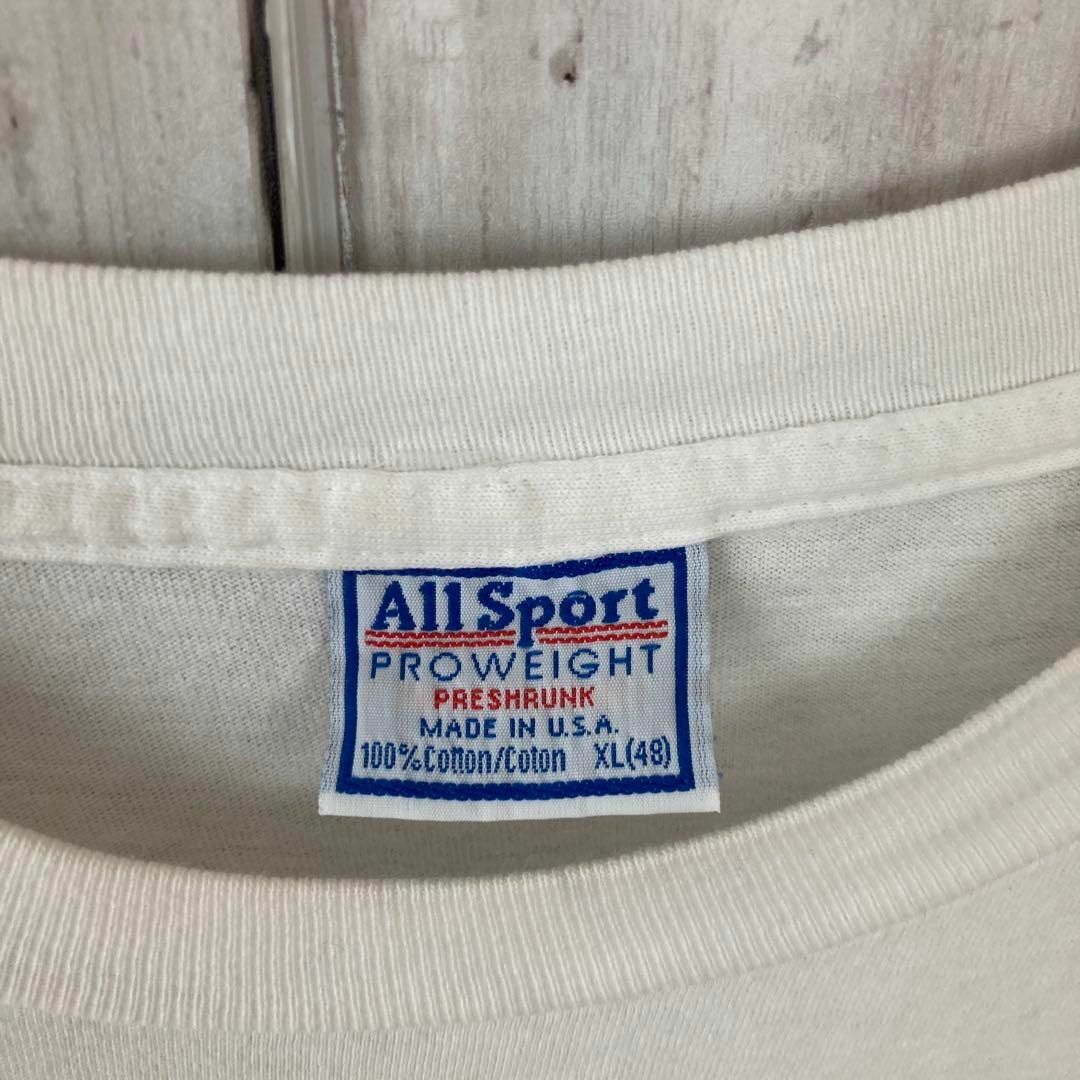 All Sport
PROWEIGHT
PRESHRUNK
MADE IN U.S.A.
100% Cotton/Coton XL(48)